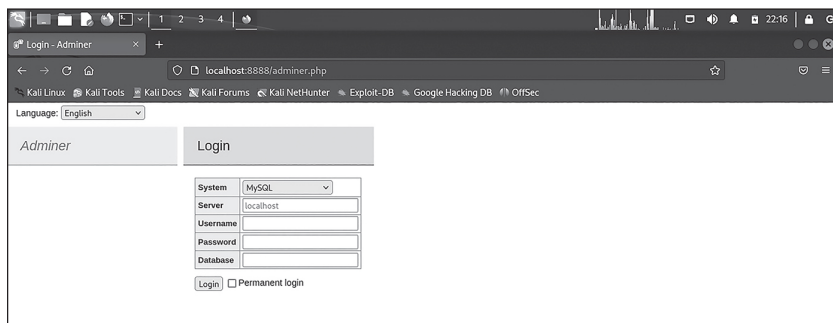 1 2 3 4
22:16
Login - Adminer
localhost:8888/adminer.php
Kali Linux Kali Tools Kali Docs Kali Forums Kali NetHunter Exploit-DB Google Hacking DB OffSec
Language: English
Adminer
Login
System MySQL
Server localhost
Username
Password
Database
Login Permanent login